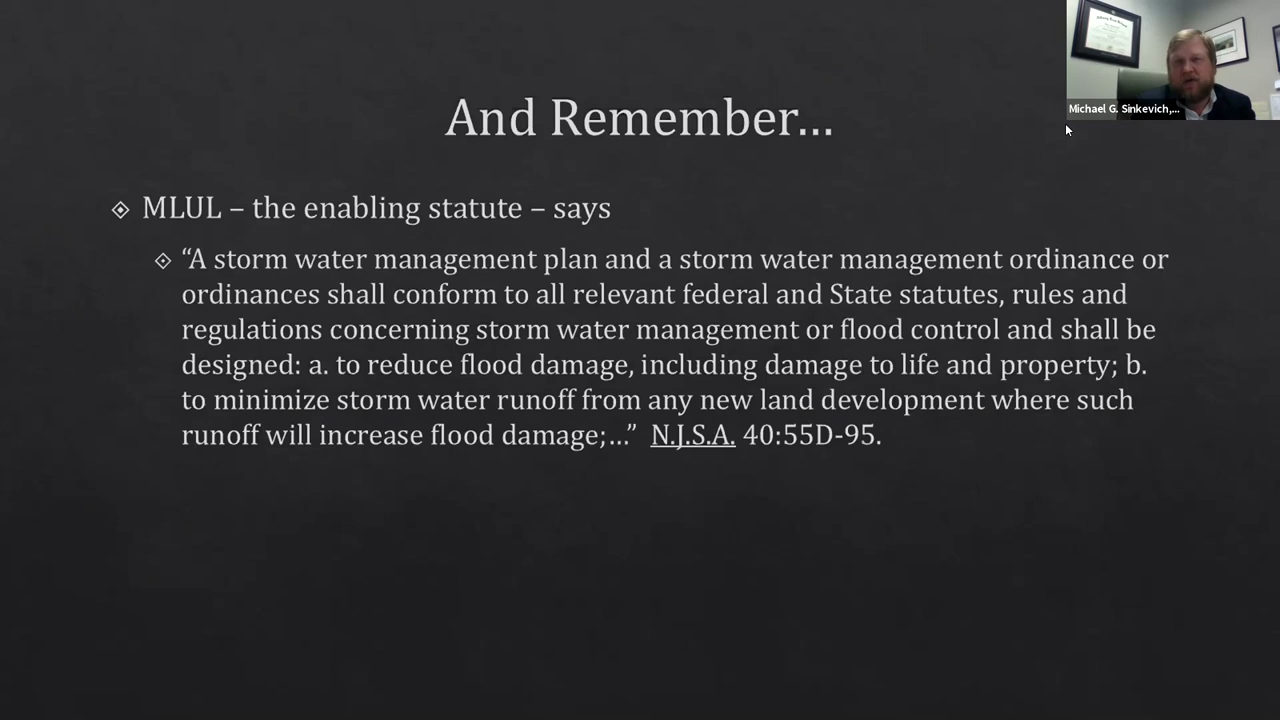 And Remember...
MLUL – the enabling statute – says
“A storm water management plan and a storm water management ordinance or
ordinances shall conform to all relevant federal and State statutes, rules and
regulations concerning storm water management or flood control and shall be
designed: a. to reduce flood damage, including damage to life and property; b.
to minimize storm water runoff from any new land development where such
runoff will increase flood damage;...” N.J.S.A. 40:55D-95.
Michael G. Sinkevich,...